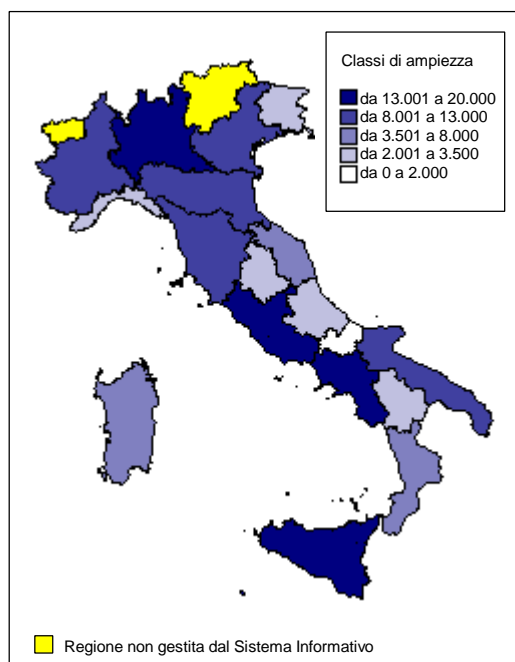 Classi di ampiezza
da 13.001 a 20.000
da 8.001 a 13.000
da 3.501 a 8.000
da 2.001 a 3.500
da 0 a 2.000
Regione non gestita dal Sistema Informativo